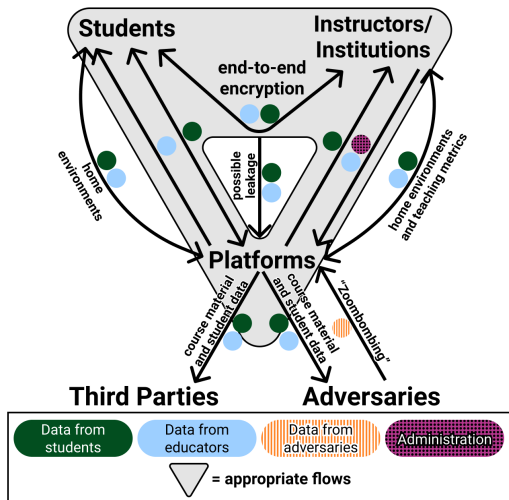 Students
Instructors/
Institutions
end-to-end
encryption
home
environments
possible
leakage
home environments
and teaching metrics
Platforms
course material
and student data
course material
and student data
“Zoombombing”
Third Parties
Adversaries
Data from
students
Data from
educators
Data from
adversaries
Administration
= appropriate flows